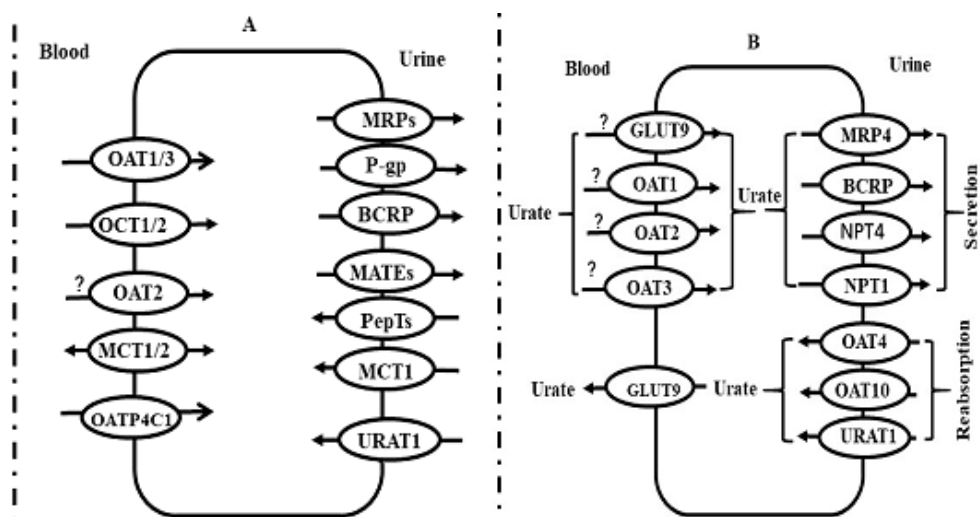 A
Blood
Urine
MRPs
OAT1/3
P-gp
OCT1/2
BCRP
MATEs
?
OAT2
PepTs
MCT1/2
MCT1
OATP4C1
URAT1
B
Blood
Urine
?
GLUT9
MRP4
?
OAT1
BCRP
Urate
Urate
Secretion
?
OAT2
NPT4
?
OAT3
NPT1
OAT4
Urate
GLUT9
Urate
OAT10
Reabsorption
URAT1